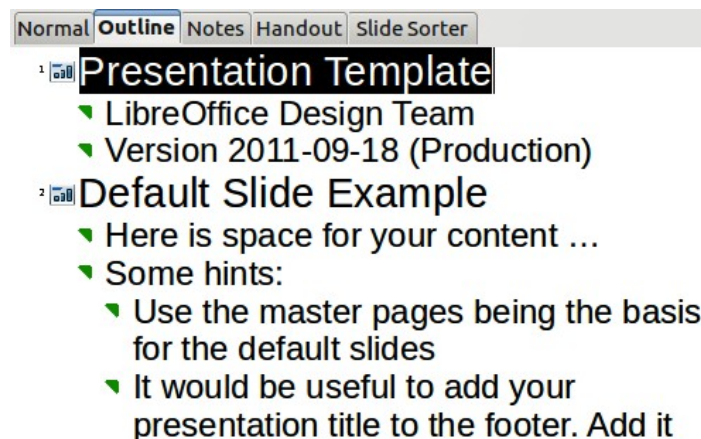 Normal Outline Notes Handout Slide Sorter
1 Presentation Template
LibreOffice Design Team
Version 2011-09-18 (Production)
2 Default Slide Example
Here is space for your content …
Some hints:
Use the master pages being the basis
for the default slides
It would be useful to add your
presentation title to the footer. Add it